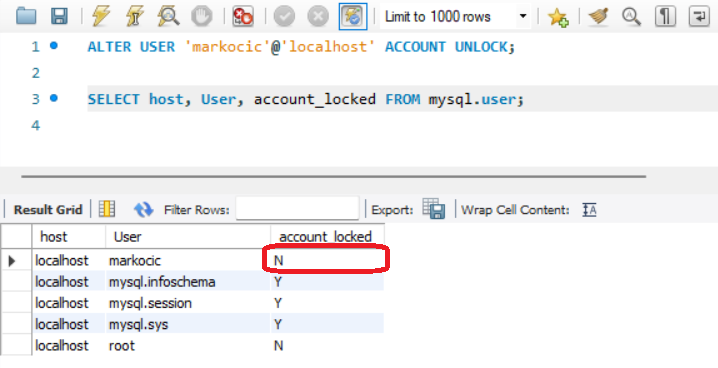 Limit to 1000 rows
1 ALTER USER 'markocic'@'localhost' ACCOUNT UNLOCK;
2
3 SELECT host, User, account_locked FROM mysql.user;
4
Result Grid Filter Rows: Export: Wrap Cell Content:
host User account_locked
localhost markocic N
localhost mysql.infoschema Y
localhost mysql.session Y
localhost mysql.sys Y
localhost root N